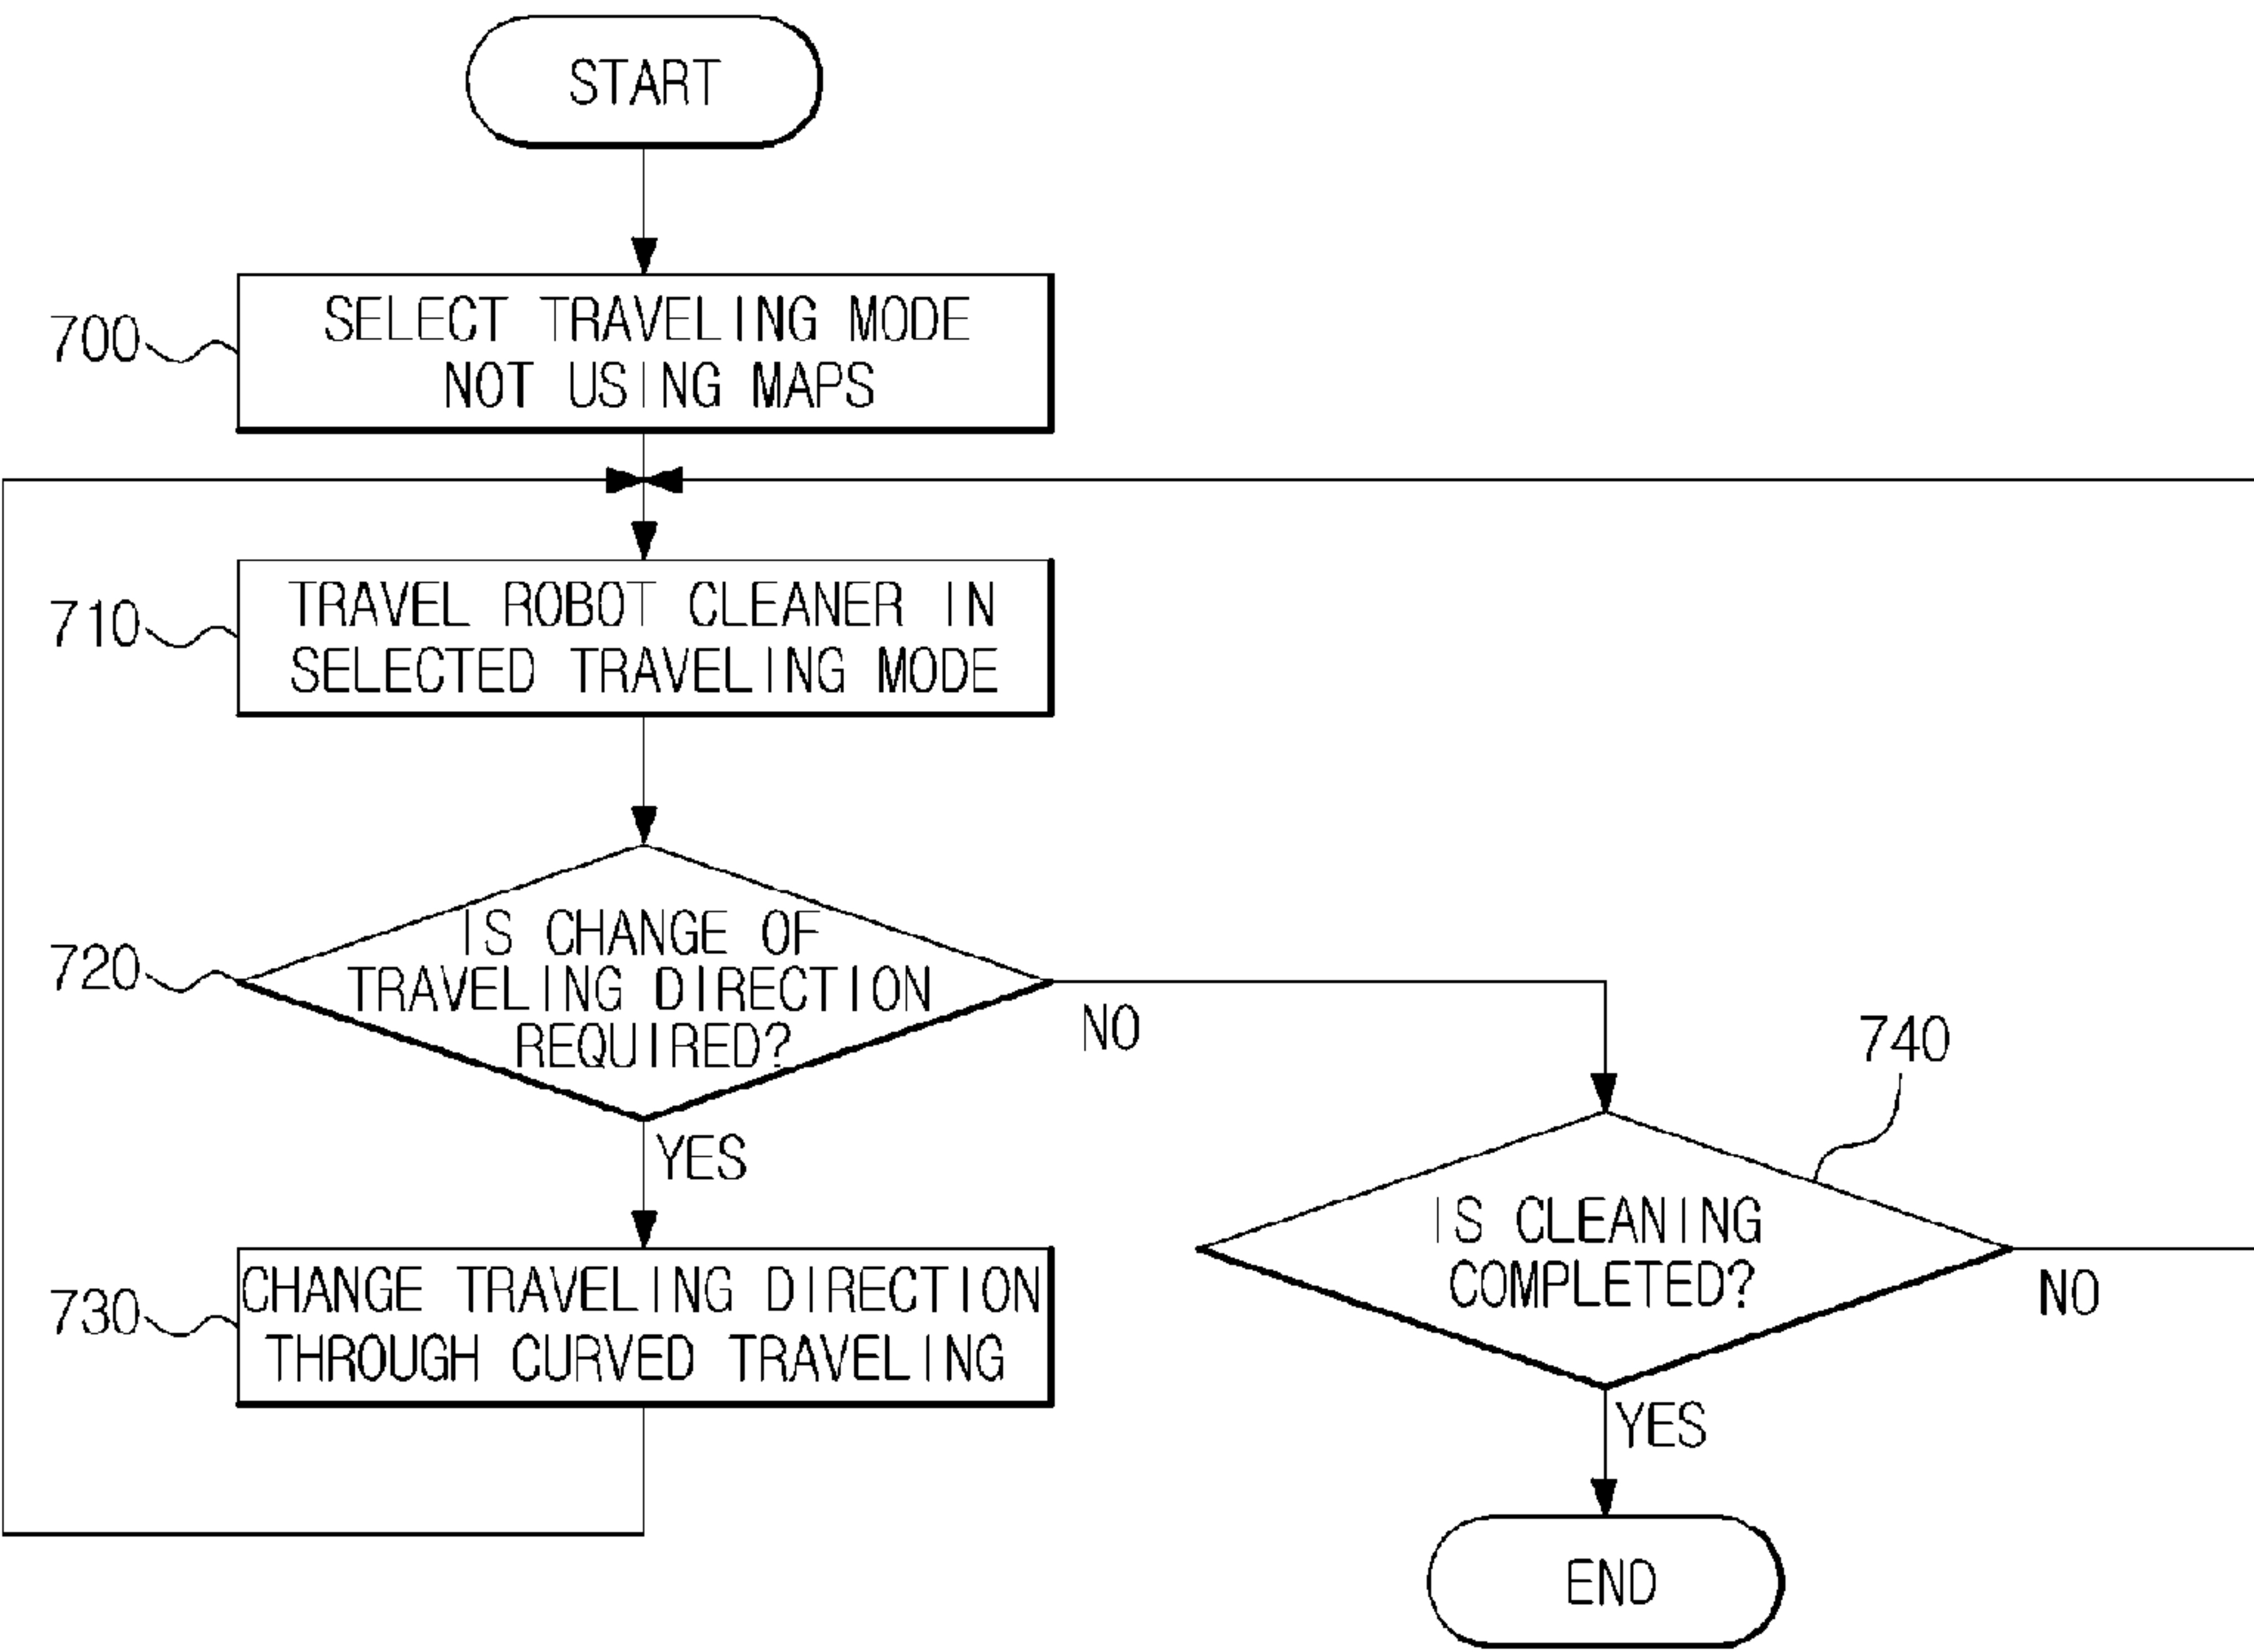 START
700
SELECT TRAVELING MODE
NOT USING MAPS
710
TRAVEL ROBOT CLEANER IN
SELECTED TRAVELING MODE
720
IS CHANGE OF
TRAVELING DIRECTION
REQUIRED?
NO
YES
730
CHANGE TRAVELING DIRECTION
THROUGH CURVED TRAVELING
740
IS CLEANING
COMPLETED?
NO
YES
END